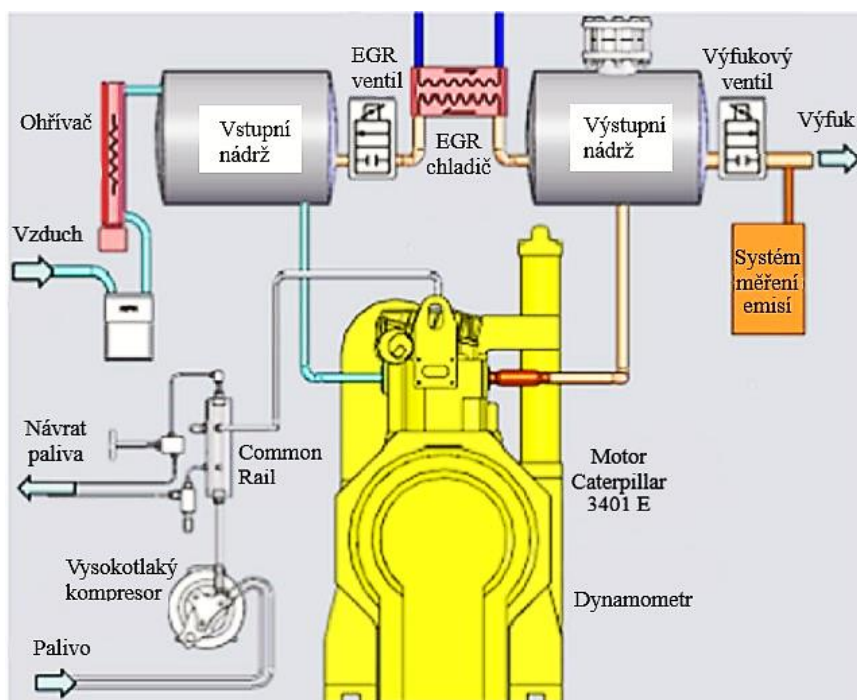 EGR
ventil
Výfukový
ventil
Ohřívač
Vstupní
nádrž
EGR
chladič
Výstupní
nádrž
Výfuk
Vzduch
Systém
měření
emisí
Návrat
paliva
Common
Rail
Motor
Caterpillar
3401 E
Vysokotlaký
kompresor
Dynamometr
Palivo